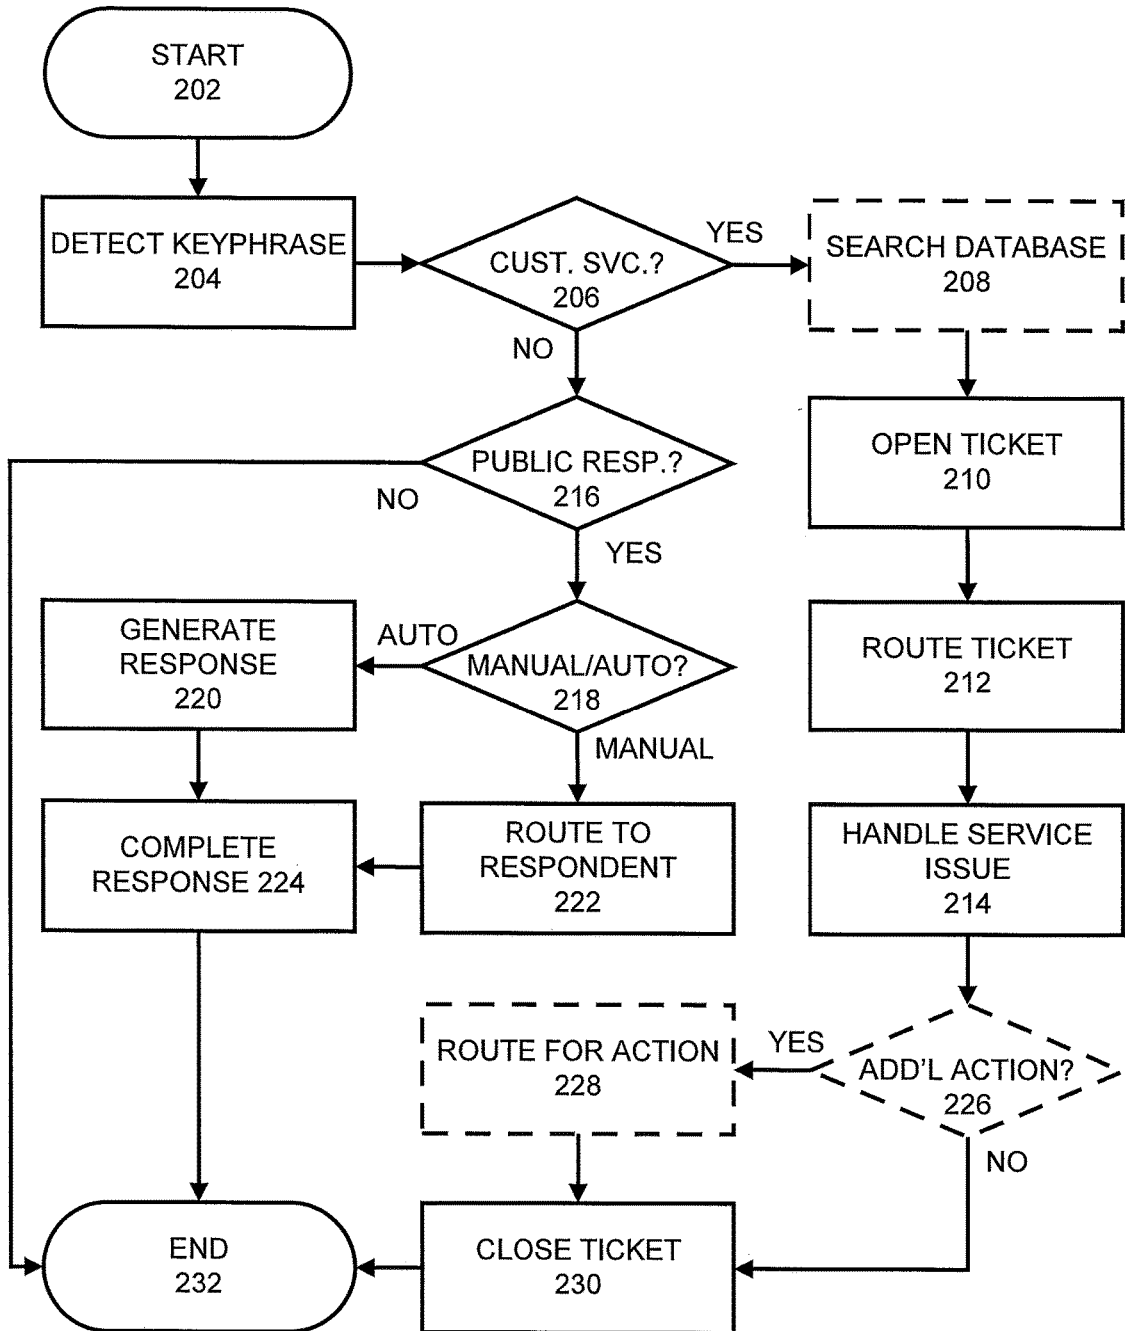 START
202
DETECT KEYPHRASE
204
CUST. SVC.?
206
YES
SEARCH DATABASE
208
NO
PUBLIC RESP.?
216
NO
YES
OPEN TICKET
210
GENERATE
RESPONSE
220
AUTO
MANUAL/AUTO?
218
MANUAL
ROUTE TICKET
212
COMPLETE
RESPONSE 224
ROUTE TO
RESPONDENT
222
HANDLE SERVICE
ISSUE
214
ROUTE FOR ACTION
228
YES
ADD'L ACTION?
226
NO
END
232
CLOSE TICKET
230